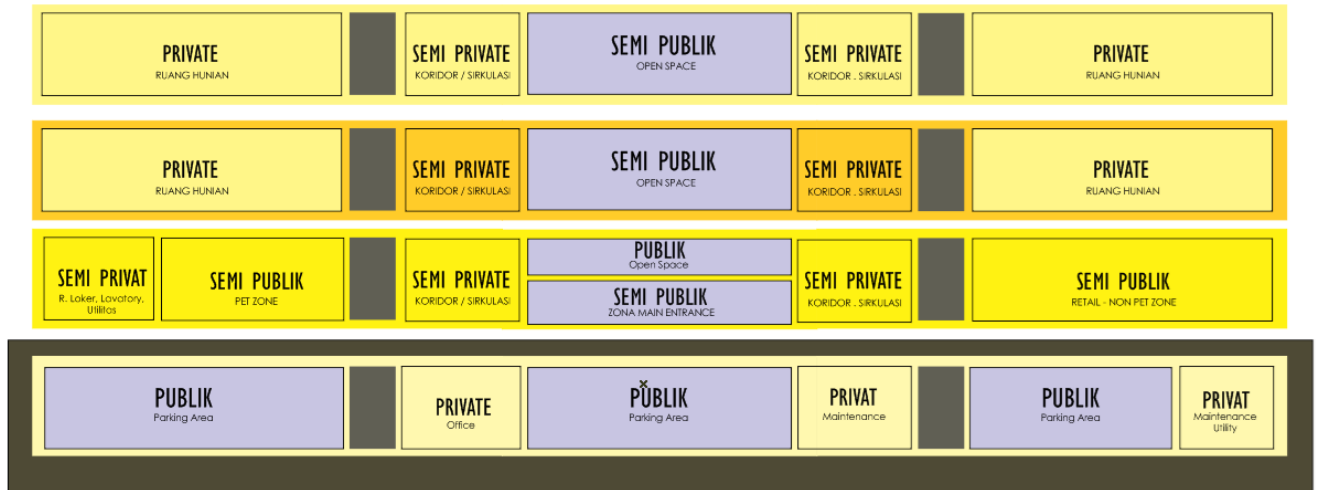 PRIVATE
RUANG HUNIAN
SEMI PRIVATE
KORIDOR / SIRKULASI
SEMI PUBLIK
OPEN SPACE
SEMI PRIVATE
KORIDOR . SIRKULASI
PRIVATE
RUANG HUNIAN
PRIVATE
RUANG HUNIAN
SEMI PRIVATE
KORIDOR / SIRKULASI
SEMI PUBLIK
OPEN SPACE
SEMI PRIVATE
KORIDOR . SIRKULASI
PRIVATE
RUANG HUNIAN
SEMI PRIVAT
R. Loker, Lavatory,
Utilitas
SEMI PUBLIK
PET ZONE
SEMI PRIVATE
KORIDOR / SIRKULASI
PUBLIK
Open Space
SEMI PUBLIK
ZONA MAIN ENTRANCE
SEMI PRIVATE
KORIDOR . SIRKULASI
SEMI PUBLIK
RETAIL - NON PET ZONE
PUBLIK
Parking Area
PRIVATE
Office
PUBLIK
Parking Area
PRIVAT
Maintenance
PUBLIK
Parking Area
PRIVAT
Maintenance
Utility